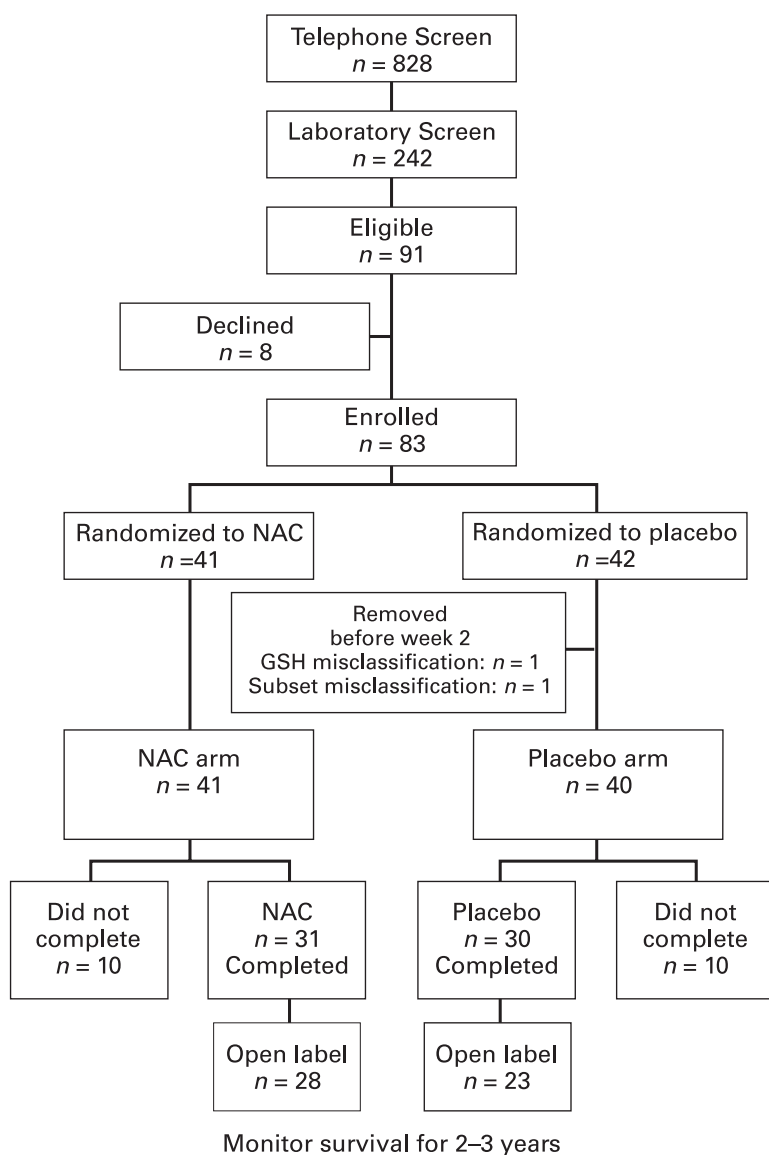 Telephone Screen
n = 828
Laboratory Screen
n = 242
Eligible
n = 91
Declined
n = 8
Enrolled
n = 83
Randomized to NAC
n =41
Randomized to placebo
n =42
Removed
before week 2
GSH misclassification: n = 1
Subset misclassification: n = 1
NAC arm
n = 41
Placebo arm
n = 40
Did not
complete
n = 10
NAC
n = 31
Completed
Placebo
n = 30
Completed
Did not
complete
n = 10
Open label
n = 28
Open label
n = 23
Monitor survival for 2–3 years